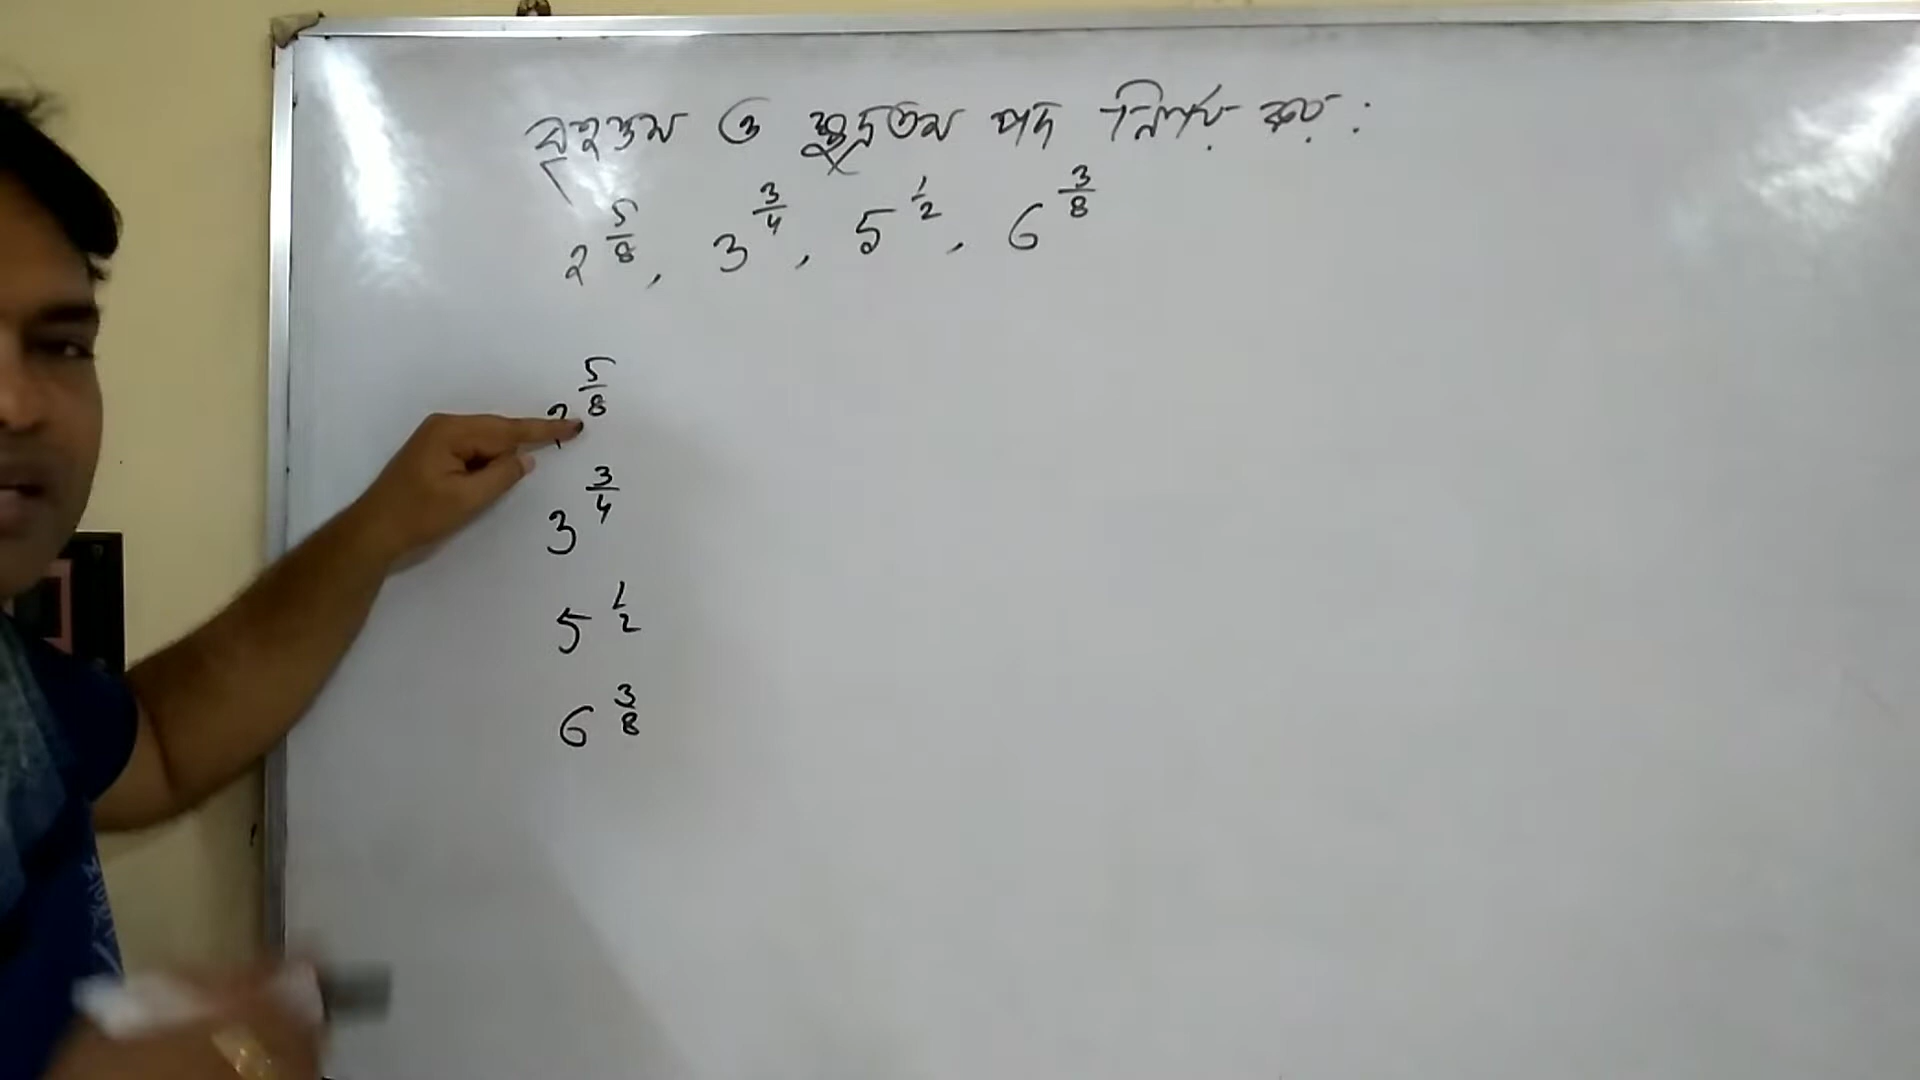 বৃহত্তম ও ক্ষুদ্রতম পদ নির্ণয় কর :
2^{5/8}, 3^{3/4}, 5^{1/2}, 6^{3/8}
2^{5/8}
3^{3/4}
5^{1/2}
6^{3/8}